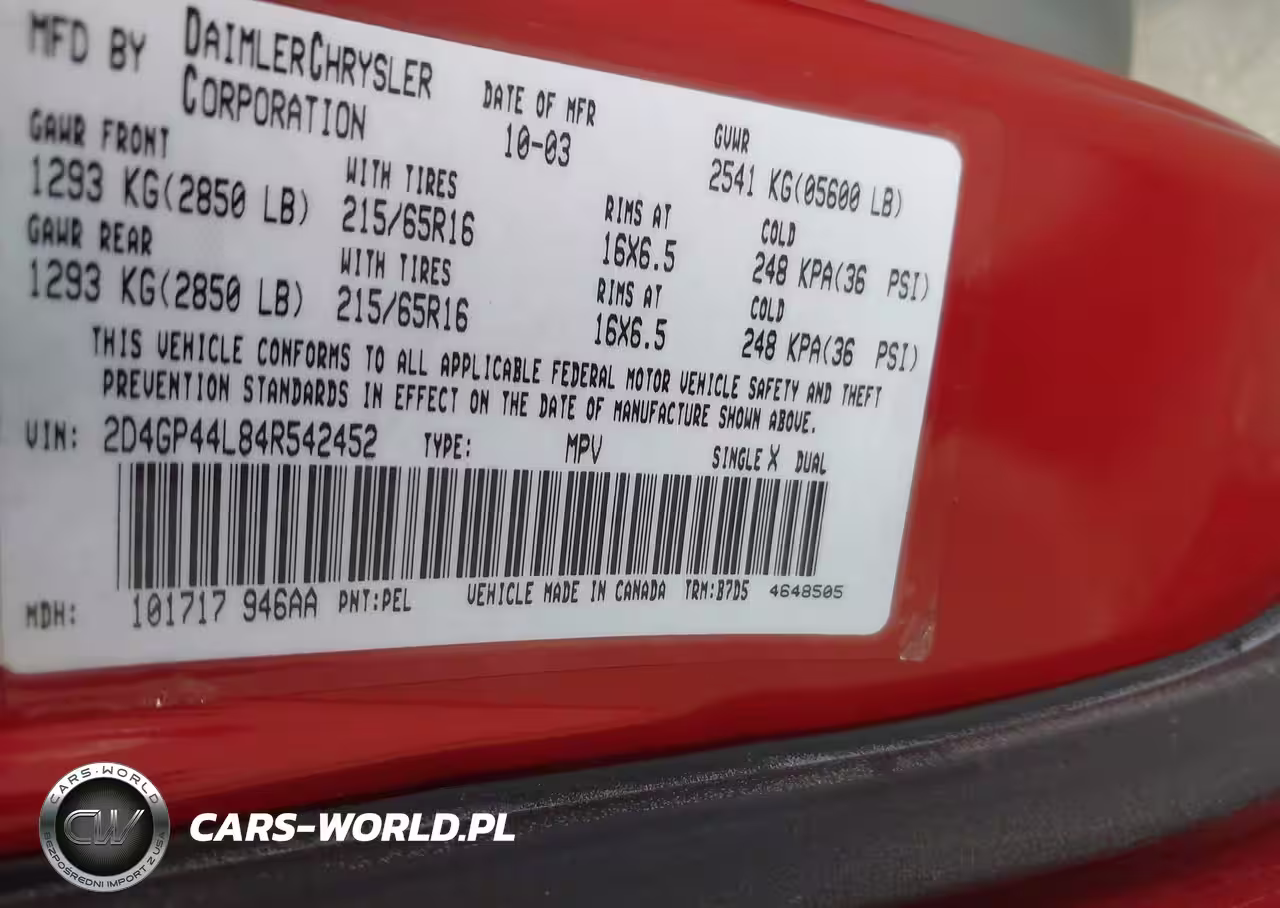 MFD BY DAIMLERCHRYSLER CORPORATION
DATE OF MFR 10-03
GVWR 2541 KG(05600 LB)
GAWR FRONT 1293 KG(2850 LB)
WITH TIRES 215/65R16
RIMS AT 16X6.5
COLD 248 KPA(36 PSI)
GAWR REAR 1293 KG(2850 LB)
WITH TIRES 215/65R16
RIMS AT 16X6.5
COLD 248 KPA(36 PSI)
THIS VEHICLE CONFORMS TO ALL APPLICABLE FEDERAL MOTOR VEHICLE SAFETY AND THEFT
PREVENTION STANDARDS IN EFFECT ON THE DATE OF MANUFACTURE SHOWN ABOVE.
VIN: 2D4GP44L84R542452 TYPE: MPV SINGLE X DUAL
MDH: 101717 946AA PNT:PEL VEHICLE MADE IN CANADA TRM:B7D5 4648505
CARS-WORLD
CW
BEZPOŚREDNI IMPORT Z USA
CARS-WORLD.PL